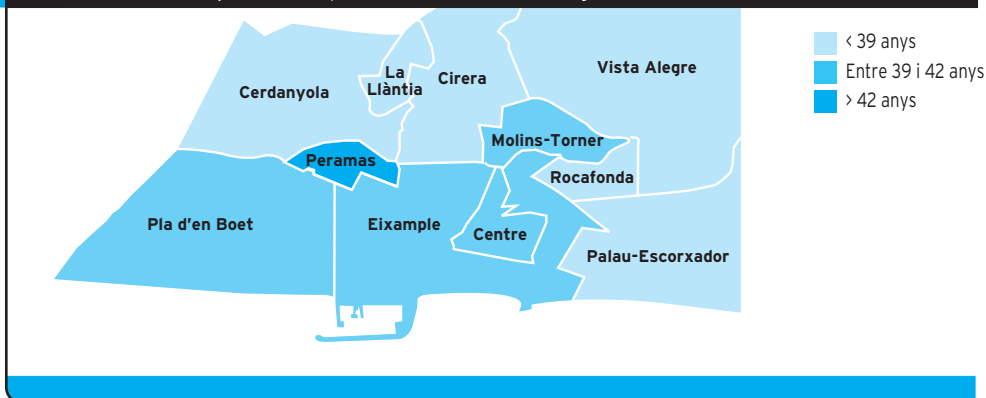 < 39 anys
Entre 39 i 42 anys
> 42 anys
Vista Alegre
La
Llàntia
Cirera
Cerdanyola
Molins-Torner
Peramas
Rocafonda
Pla d'en Boet
Eixample
Centre
Palau-Escorxador